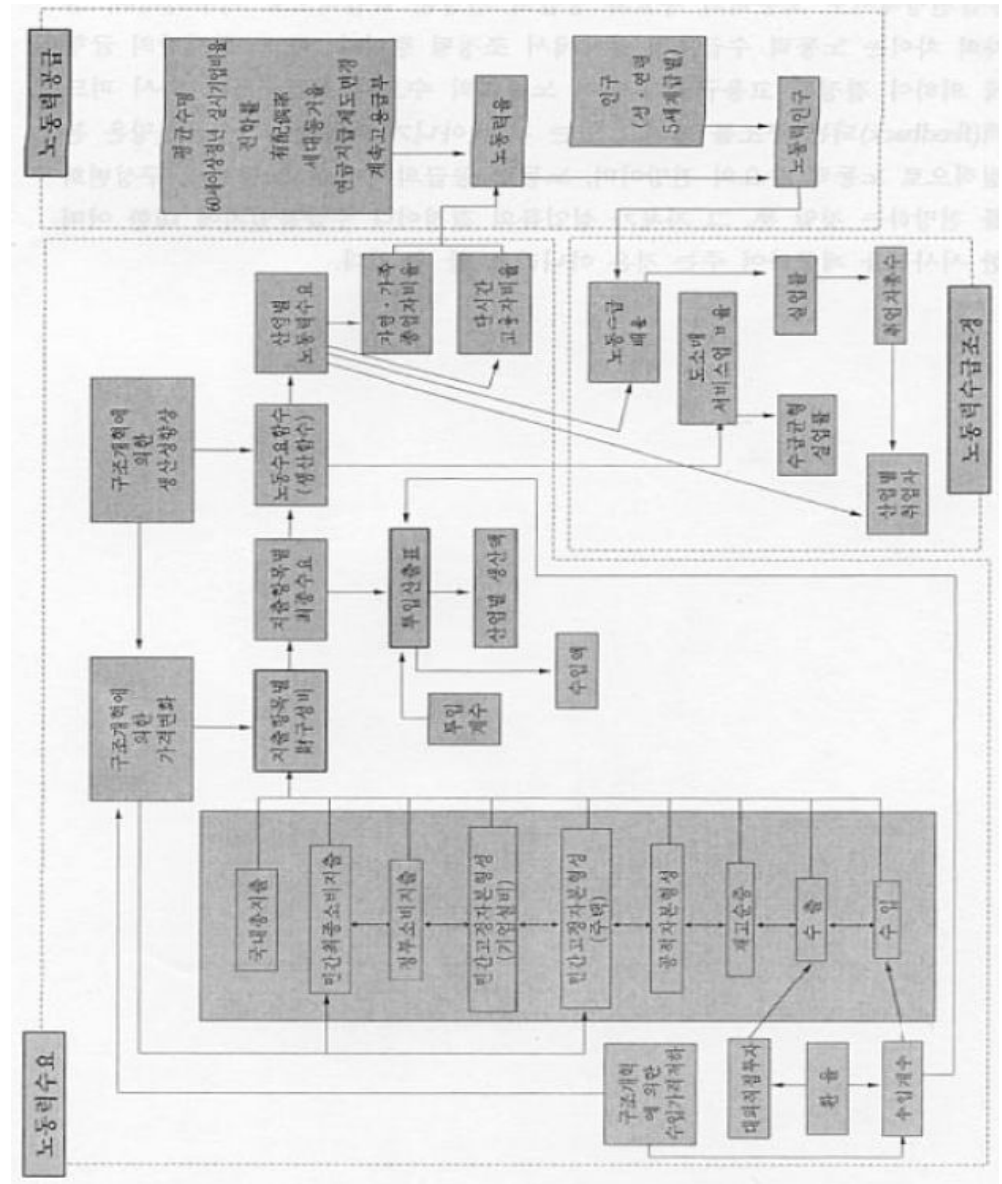 노동력수요
노동력공급
구조개혁에
의한
가격변화
구조개혁에
의한
생산성향상
평균수명
60세이상정년 실시기업비율
진학률
有配偶率
세대동거율
연금지급제도변경
계속고용급부
국내총지출
민간최종소비지출
정부소비지출
민간고정자본형성
(기업설비)
민간고정자본형성
(주택)
공적자본형성
재고순증
수 출
수 입
지출항목별
財구성비
지출항목별
최종수요
노동수요함수
(생산함수)
산업별
노동력수요
자영·가족
종업자비율
단시간
고용자비율
노동력율
투입
계수
투입산출표
산업별 생산액
수입액
인구
(성·연령
5세계급별)
노동력인구
노동수급
배율
도소매
서비스업 비율
수급균형
실업률
실업률
취업자총수
산업별
취업자
노동력수급조정
구조개혁
에 의한
수입가격저하
대외직접투자
환 율
수입계수